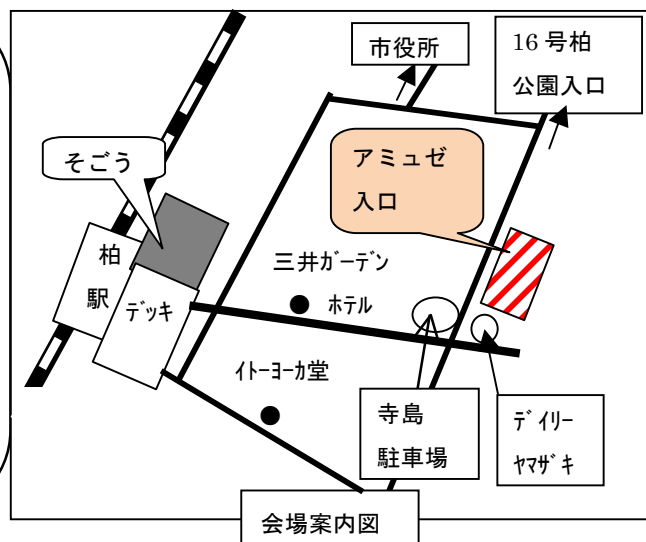 市役所
16 号柏
公園入口
そごう
アミュゼ
入口
柏
駅
デッキ
三井ｶﾞｰﾃﾞﾝ
ホテル
ｲﾄｰﾖｰｶ堂
寺島
駐車場
ﾃﾞｲﾘｰ
ﾔﾏｻﾞｷ
会場案内図